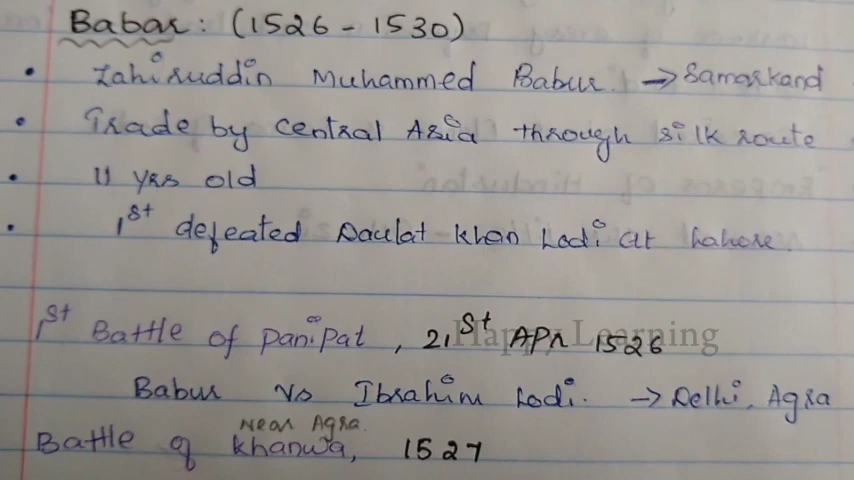 Babar: (1526 - 1530)
• Zahiruddin Muhammed Babur. → Samarkand
• Trade by Central Asia through silk route
• 11 yrs old
• 1st defeated Daulat Khan Lodi at Lahore.
1st Battle of Panipat, 21st APR 1526
Happy Learning
Babur Vs Ibrahim Lodi. → Delhi, Agra
Near Agra.
Battle of Khanwa, 1527